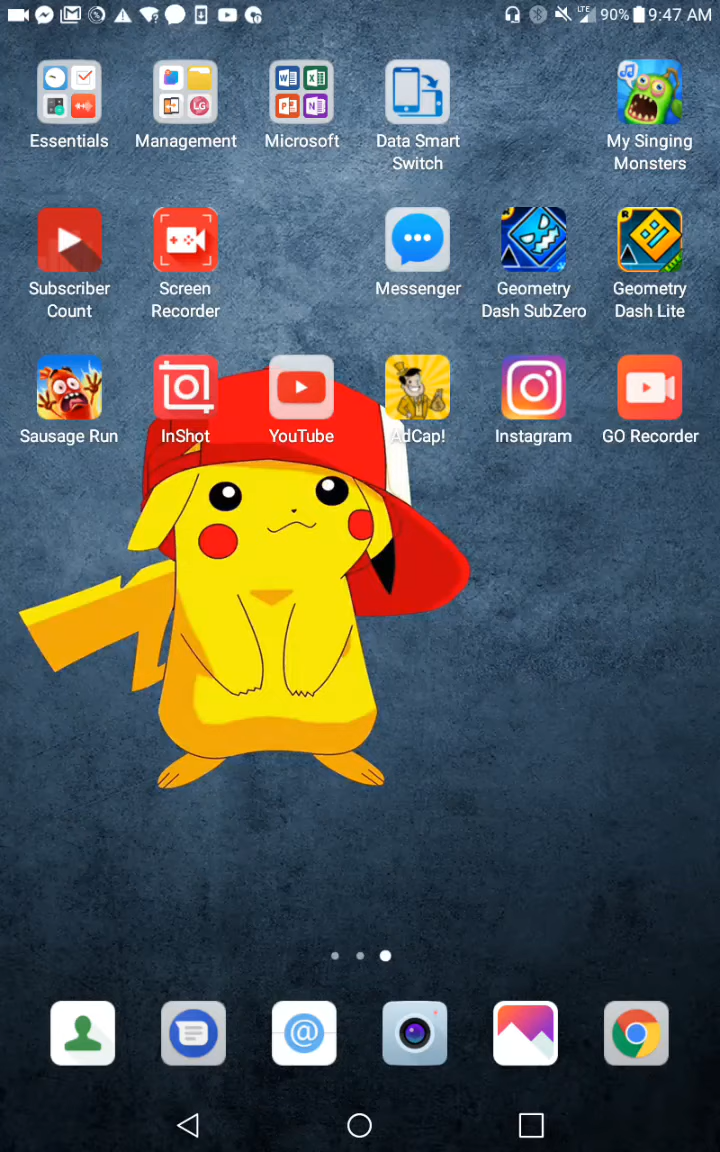 LTE 90% 9:47 AM
Essentials Management Microsoft Data Smart Switch My Singing Monsters
Subscriber Count Screen Recorder Messenger Geometry Dash SubZero Geometry Dash Lite
Sausage Run InShot YouTube AdCap! Instagram GO Recorder